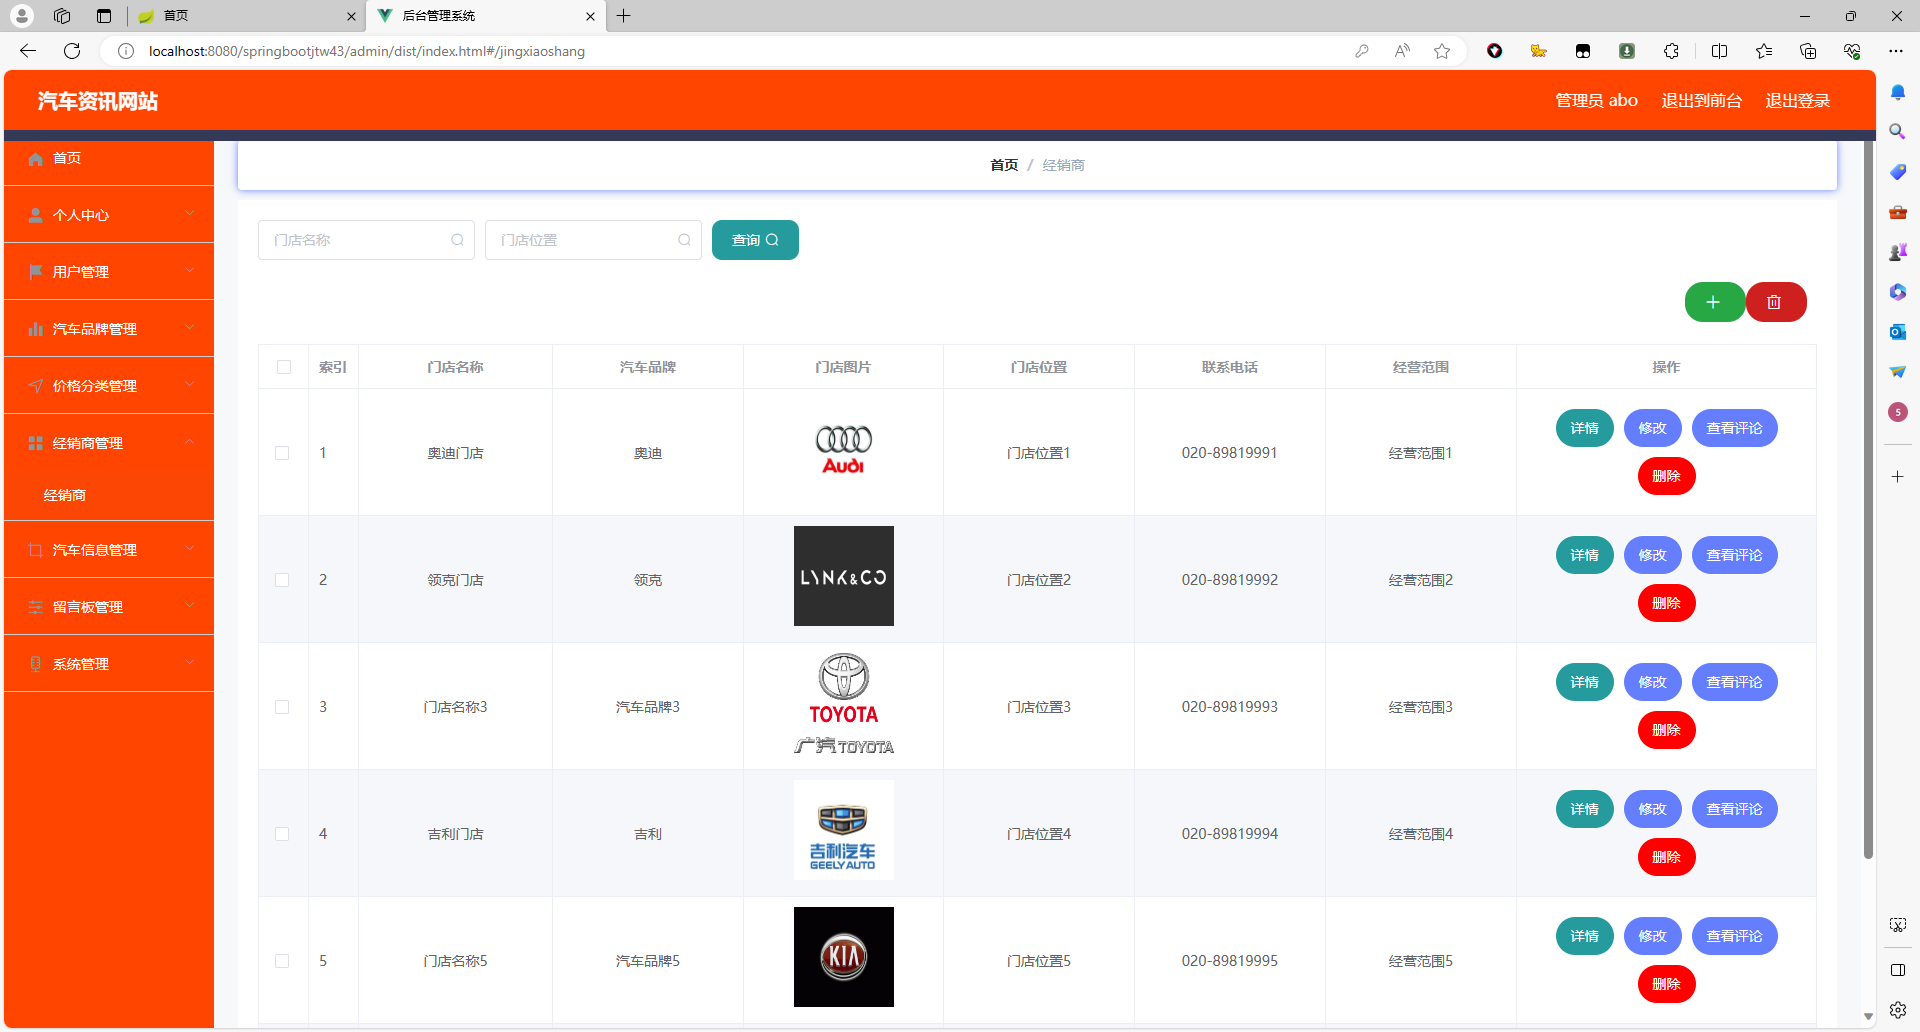 首页
后台管理系统
localhost:8080/springbootjtw43/admin/dist/index.html#/jingxiaoshang
汽车资讯网站
管理员 abo 退出到前台 退出登录
首页
个人中心
用户管理
汽车品牌管理
价格分类管理
经销商管理
经销商
汽车信息管理
留言板管理
系统管理
首页 / 经销商
门店名称 门店位置 查询
索引 门店名称 汽车品牌 门店图片 门店位置 联系电话 经营范围 操作
1 奥迪门店 奥迪 Audi 门店位置1 020-89819991 经营范围1 详情 修改 查看评论
删除
2 领克门店 领克 LYNK&CO 门店位置2 020-89819992 经营范围2 详情 修改 查看评论
删除
3 门店名称3 汽车品牌3 TOYOTA 门店位置3 020-89819993 经营范围3 详情 修改 查看评论
广汽TOYOTA
删除
4 吉利门店 吉利 吉利汽车 门店位置4 020-89819994 经营范围4 详情 修改 查看评论
GEELY AUTO
删除
5 门店名称5 汽车品牌5 KIA 门店位置5 020-89819995 经营范围5 详情 修改 查看评论
删除
5